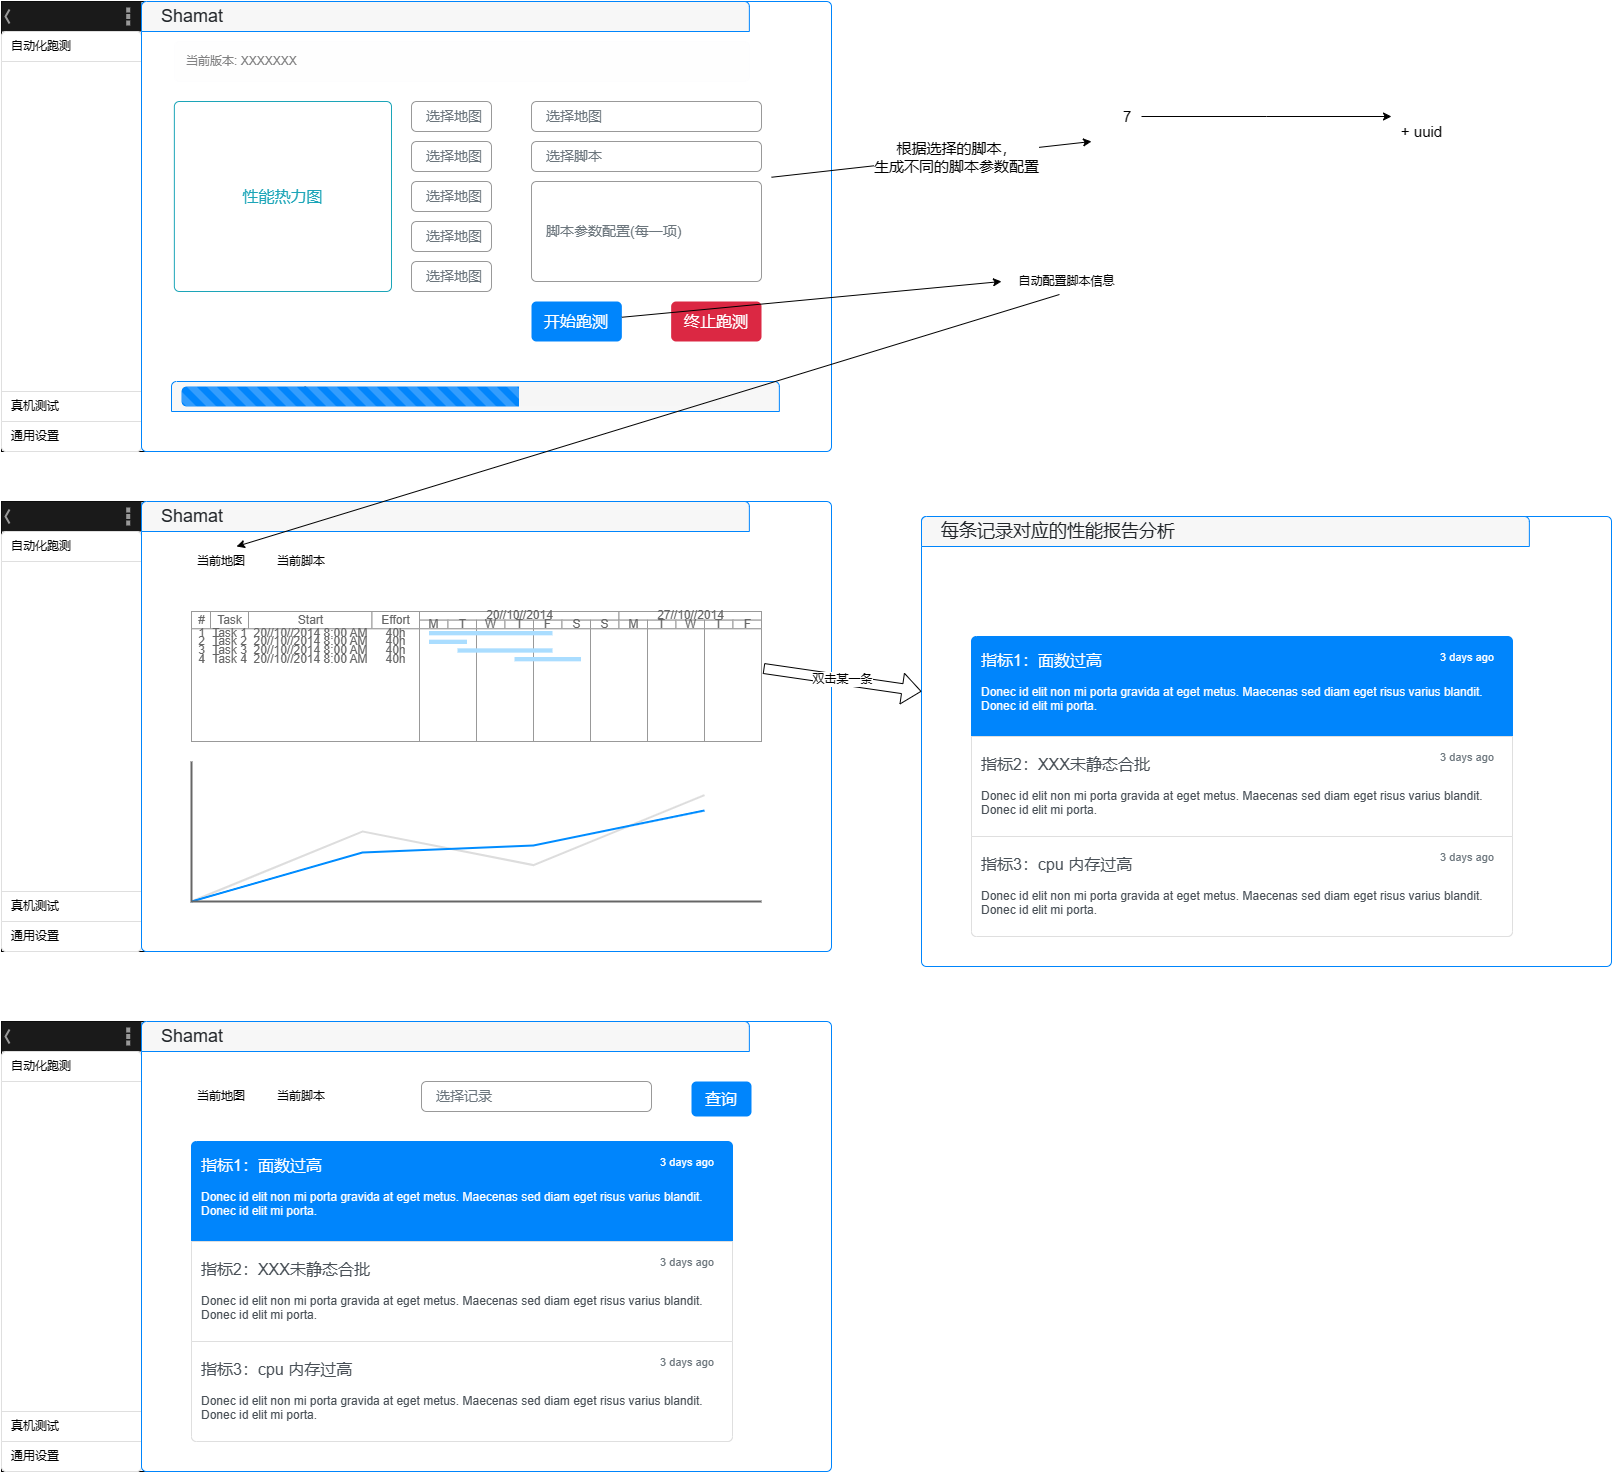 Shamat
自动化跑测
当前版本: XXXXXXX
性能热力图
选择地图
选择地图
选择地图
选择地图
选择地图
选择地图
选择脚本
脚本参数配置(每一项)
开始跑测
终止跑测
真机测试
通用设置
根据选择的脚本，
生成不同的脚本参数配置
7
+ uuid
自动配置脚本信息
Shamat
自动化跑测
当前地图
当前脚本
# Task Start Effort 20//10//2014 27//10//2014
M T W T F S S M T W T F
1 Task 1 20//10//2014 8:00 AM 40h
2 Task 2 20//10//2014 8:00 AM 40h
3 Task 3 20//10//2014 8:00 AM 40h
4 Task 4 20//10//2014 8:00 AM 40h
真机测试
通用设置
双击某一条
每条记录对应的性能报告分析
指标1：面数过高
3 days ago
Donec id elit non mi porta gravida at eget metus. Maecenas sed diam eget risus varius blandit.
Donec id elit mi porta.
指标2：XXX未静态合批
3 days ago
Donec id elit non mi porta gravida at eget metus. Maecenas sed diam eget risus varius blandit.
Donec id elit mi porta.
指标3：cpu 内存过高
3 days ago
Donec id elit non mi porta gravida at eget metus. Maecenas sed diam eget risus varius blandit.
Donec id elit mi porta.
Shamat
自动化跑测
当前地图
当前脚本
选择记录
查询
指标1：面数过高
3 days ago
Donec id elit non mi porta gravida at eget metus. Maecenas sed diam eget risus varius blandit.
Donec id elit mi porta.
指标2：XXX未静态合批
3 days ago
Donec id elit non mi porta gravida at eget metus. Maecenas sed diam eget risus varius blandit.
Donec id elit mi porta.
指标3：cpu 内存过高
3 days ago
Donec id elit non mi porta gravida at eget metus. Maecenas sed diam eget risus varius blandit.
Donec id elit mi porta.
真机测试
通用设置